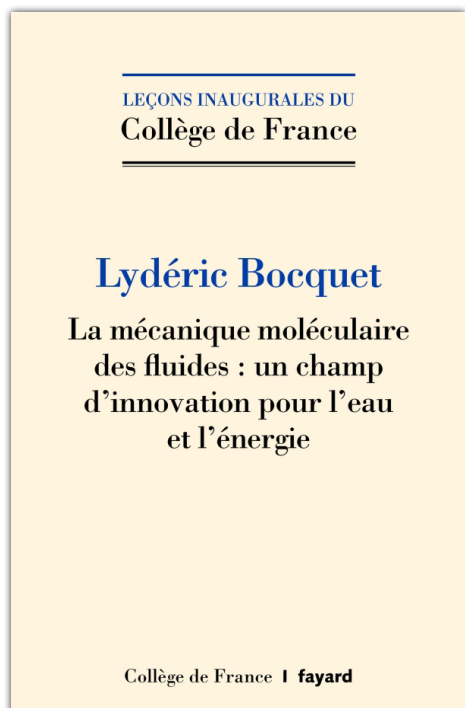 LEÇONS INAUGURALES DU
Collège de France
Lydéric Bocquet
La mécanique moléculaire
des fluides : un champ
d’innovation pour l’eau
et l’énergie
Collège de France I fayard